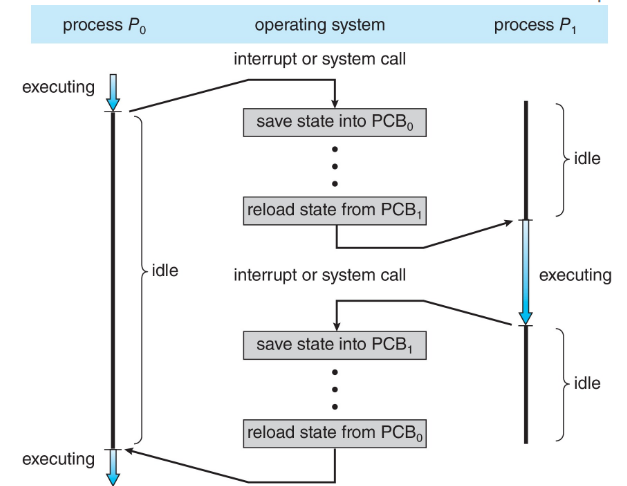 process P0 operating system process P1
interrupt or system call
executing
save state into PCB0
idle
reload state from PCB1
idle
interrupt or system call
executing
save state into PCB1
idle
reload state from PCB0
executing